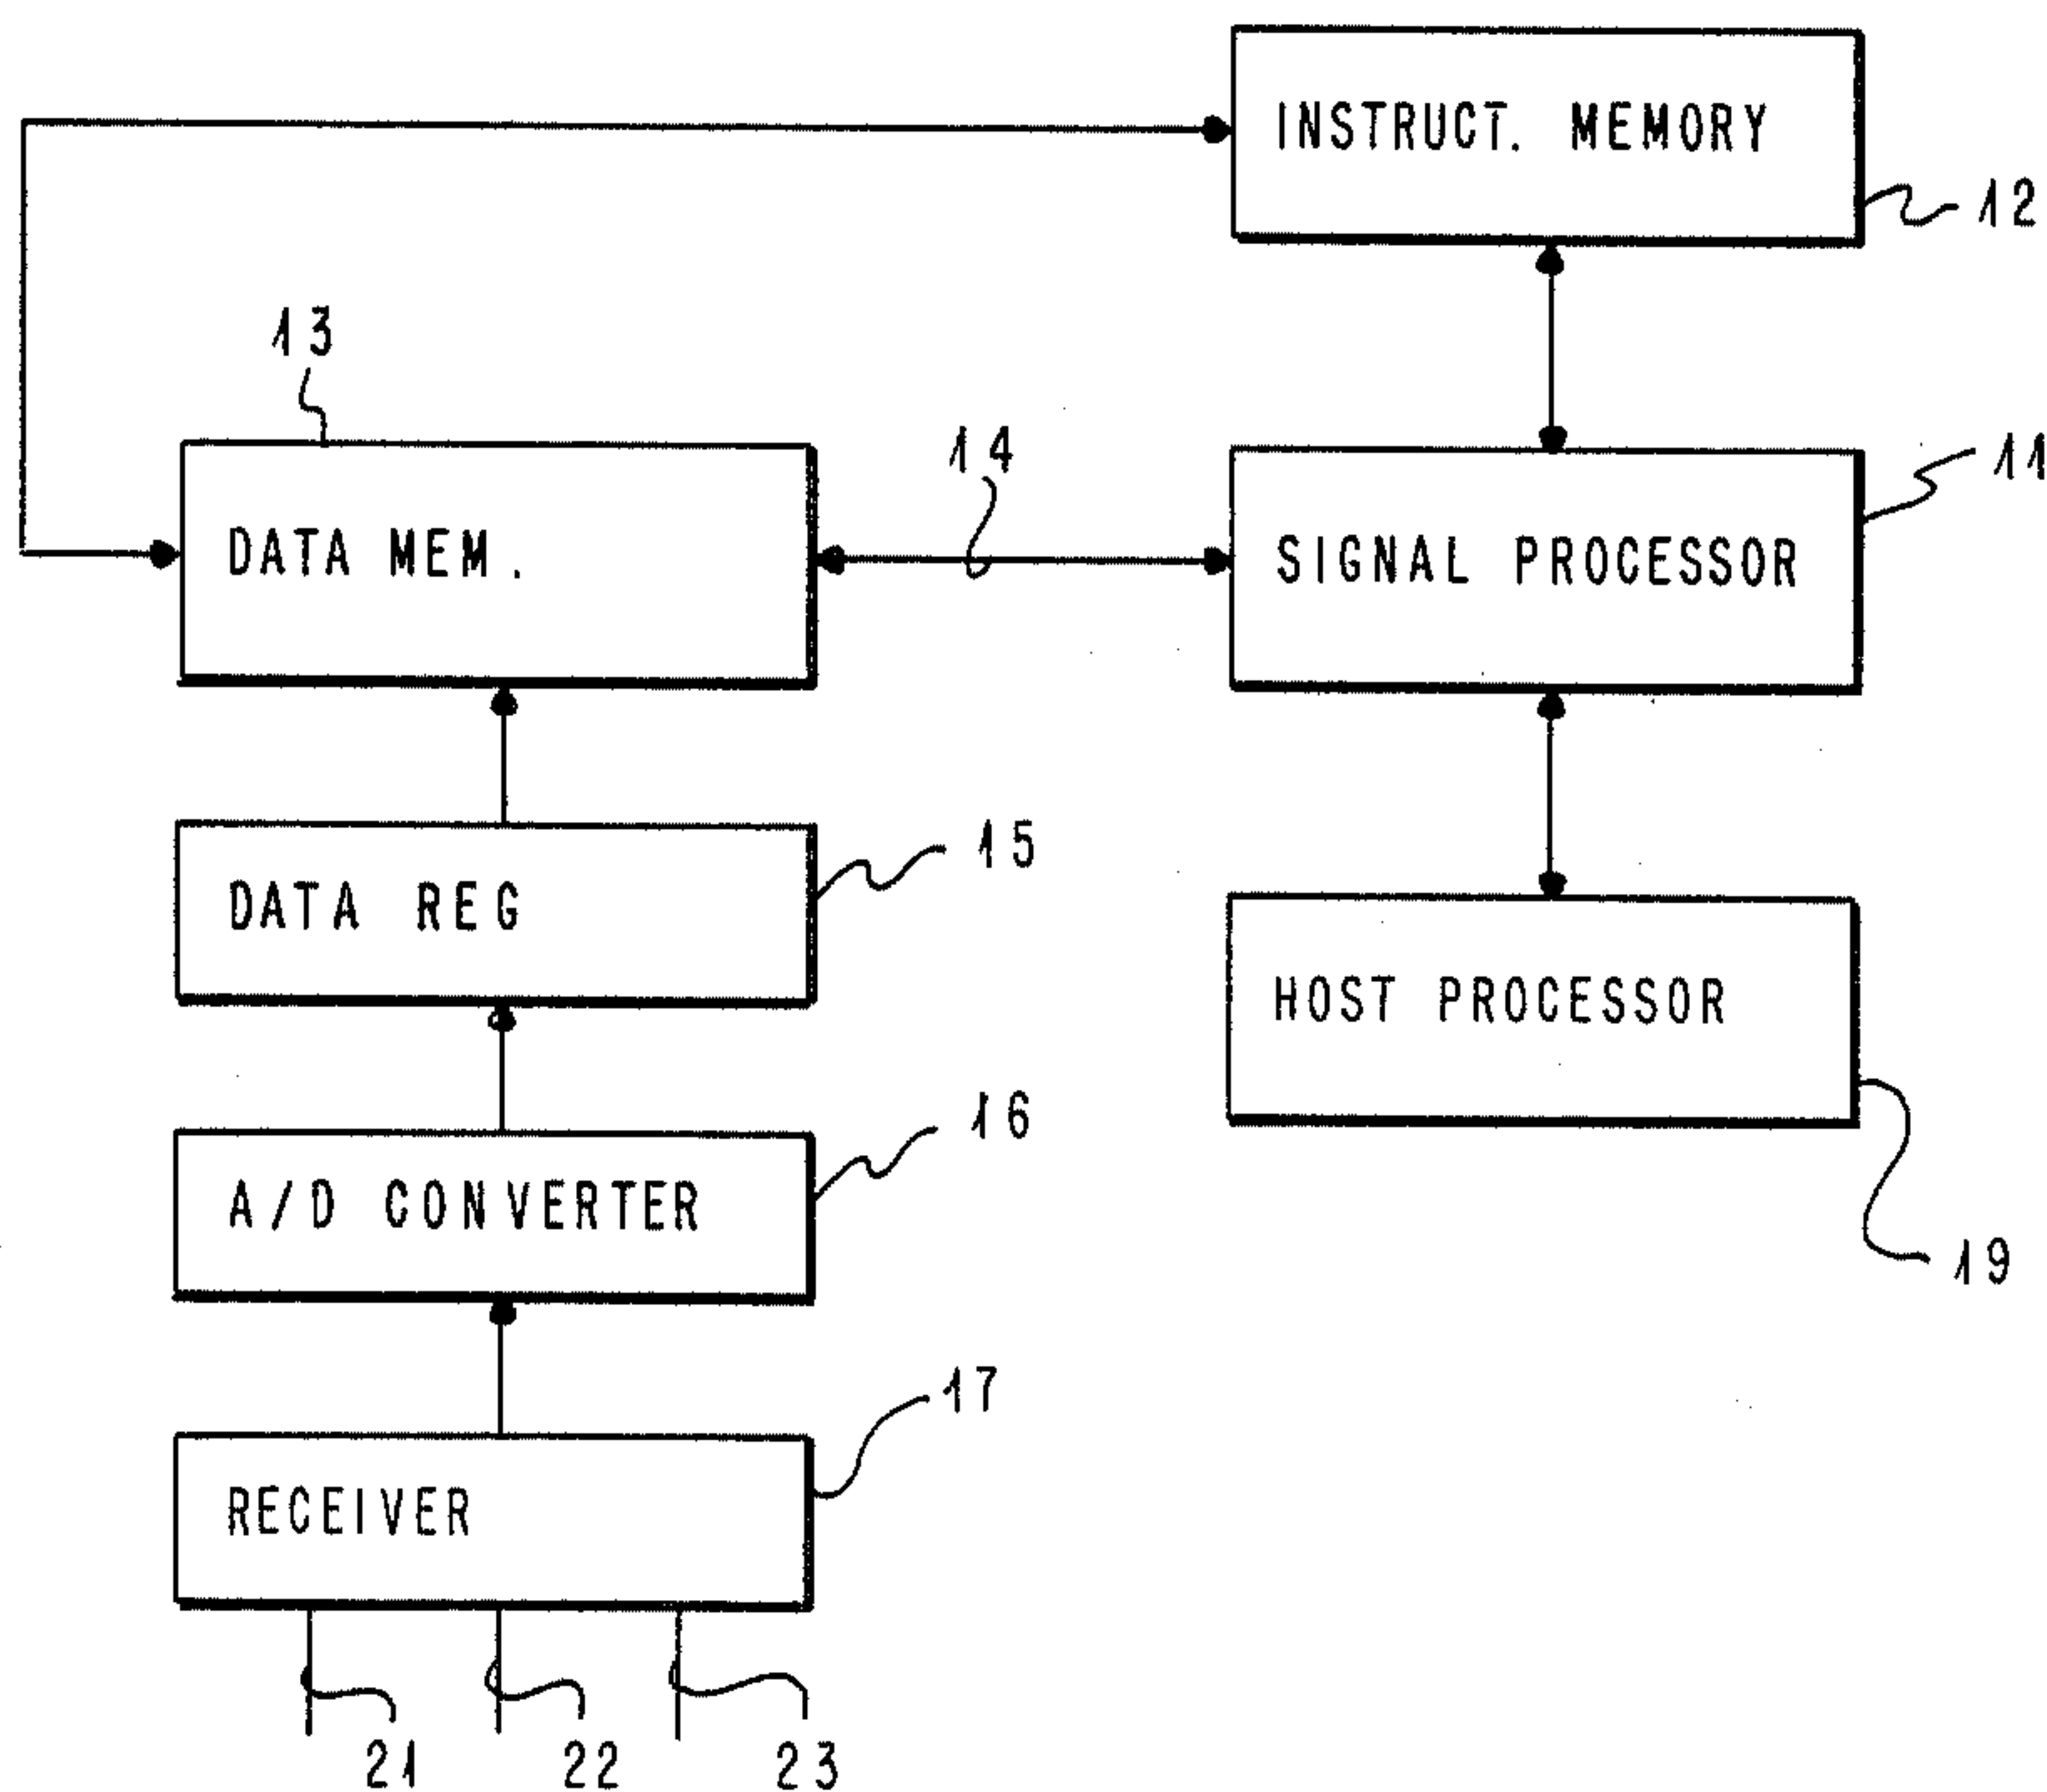 INSTRUCT. MEMORY
12
13
14
11
DATA MEM.
SIGNAL PROCESSOR
15
DATA REG
HOST PROCESSOR
16
A/D CONVERTER
19
17
RECEIVER
21
22
23